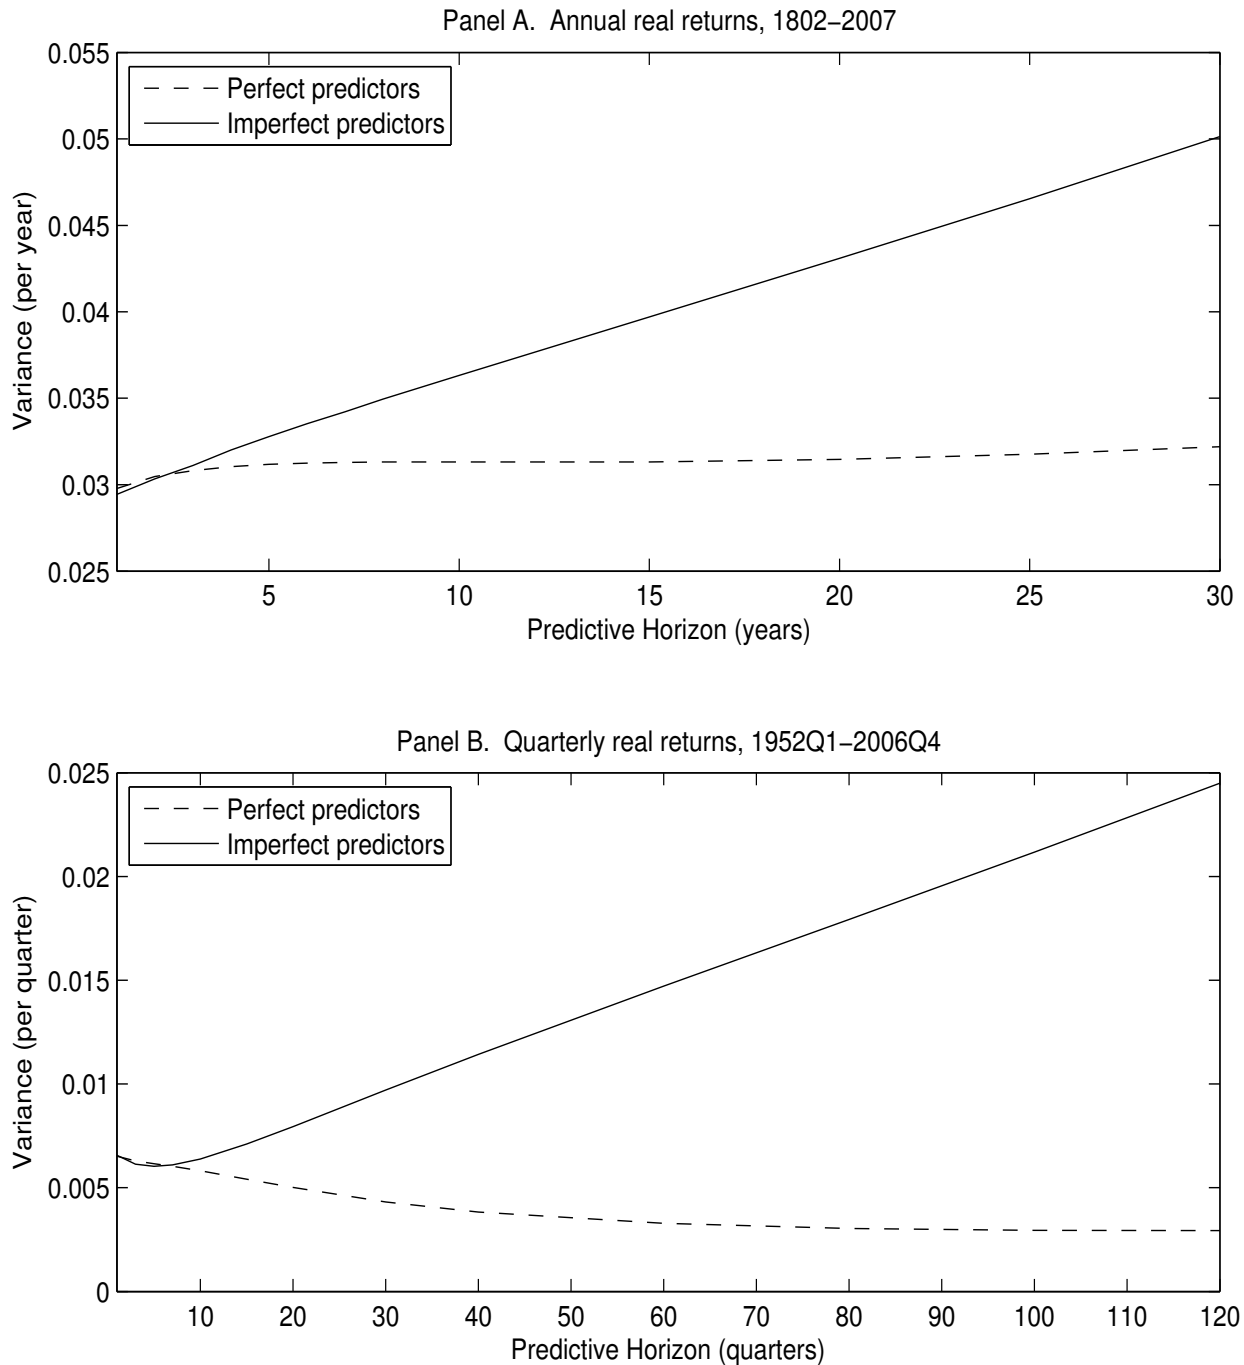 Panel A. Annual real returns, 1802–2007
0.055
0.05
0.045
0.04
0.035
0.03
0.025
Variance (per year)
Perfect predictors
Imperfect predictors
5 10 15 20 25 30
Predictive Horizon (years)
Panel B. Quarterly real returns, 1952Q1–2006Q4
0.025
0.02
0.015
0.01
0.005
0
Variance (per quarter)
Perfect predictors
Imperfect predictors
10 20 30 40 50 60 70 80 90 100 110 120
Predictive Horizon (quarters)